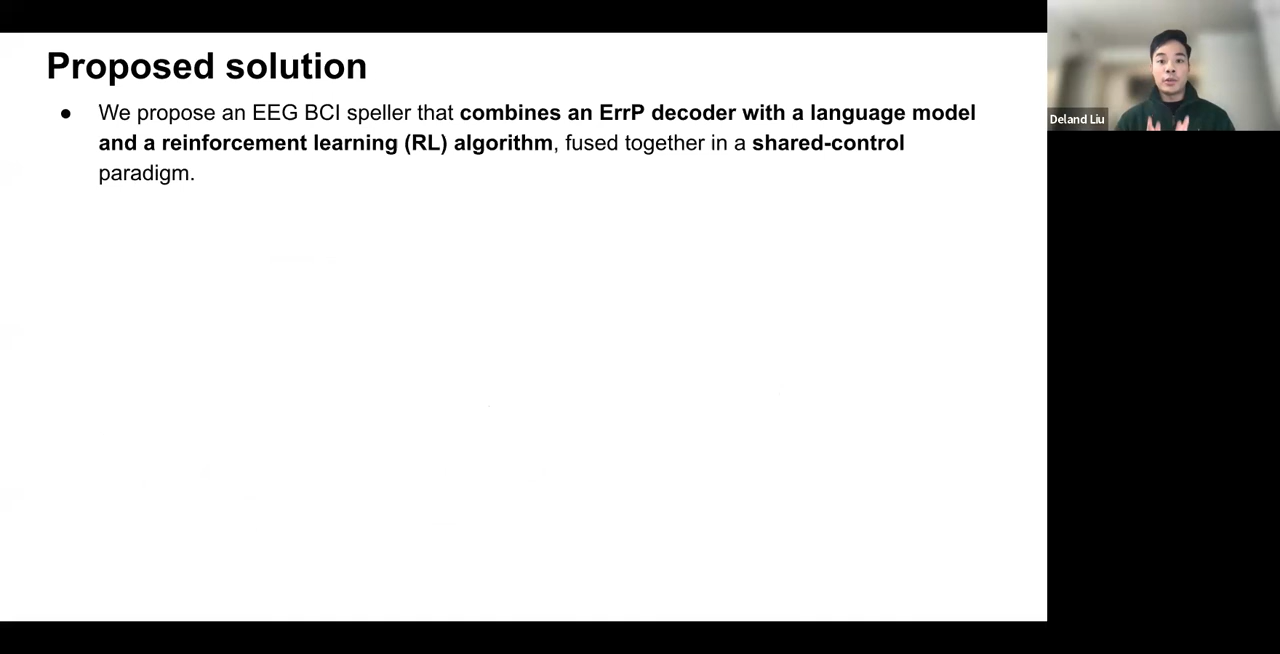 Proposed solution
● We propose an EEG BCI speller that combines an ErrP decoder with a language model
and a reinforcement learning (RL) algorithm, fused together in a shared-control
paradigm.
Deland Liu